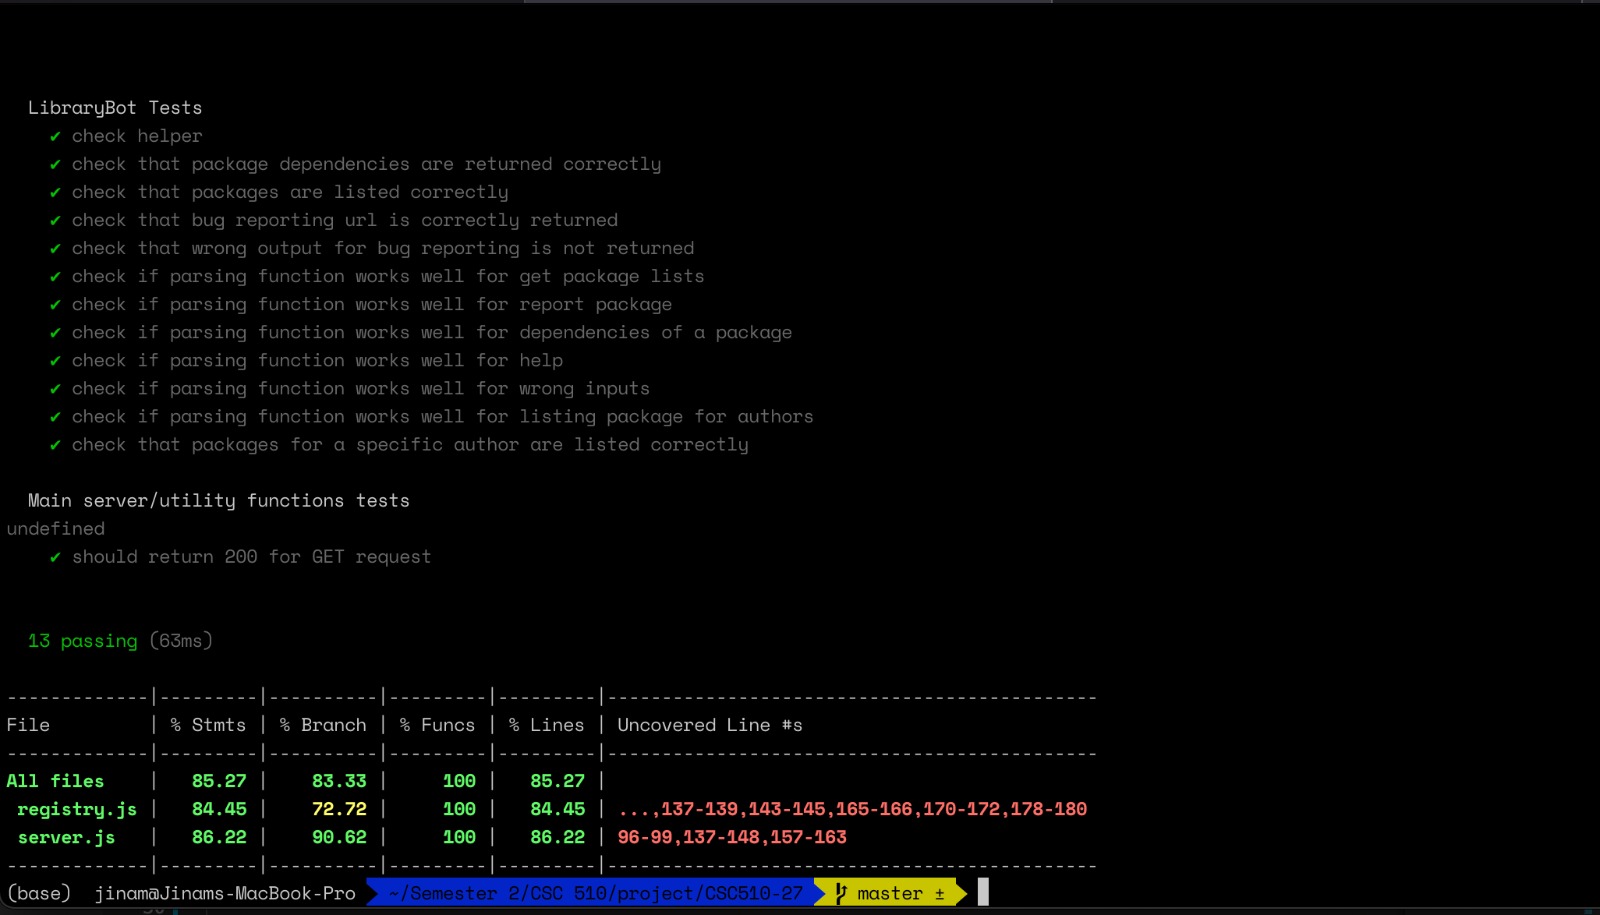 LibraryBot Tests
✔ check helper
✔ check that package dependencies are returned correctly
✔ check that packages are listed correctly
✔ check that bug reporting url is correctly returned
✔ check that wrong output for bug reporting is not returned
✔ check if parsing function works well for get package lists
✔ check if parsing function works well for report package
✔ check if parsing function works well for dependencies of a package
✔ check if parsing function works well for help
✔ check if parsing function works well for wrong inputs
✔ check if parsing function works well for listing package for authors
✔ check that packages for a specific author are listed correctly
Main server/utility functions tests
undefined
✔ should return 200 for GET request
13 passing (63ms)
-------------|---------|----------|---------|---------|---------------------------------------------
File | % Stmts | % Branch | % Funcs | % Lines | Uncovered Line #s
-------------|---------|----------|---------|---------|---------------------------------------------
All files | 85.27 | 83.33 | 100 | 85.27 |
registry.js | 84.45 | 72.72 | 100 | 84.45 | ...,137-139,143-145,165-166,170-172,178-180
server.js | 86.22 | 90.62 | 100 | 86.22 | 96-99,137-148,157-163
-------------|---------|----------|---------|---------|---------------------------------------------
(base) jinam@Jinams-MacBook-Pro ~/Semester 2/CSC 510/project/CSC510-27 master ±